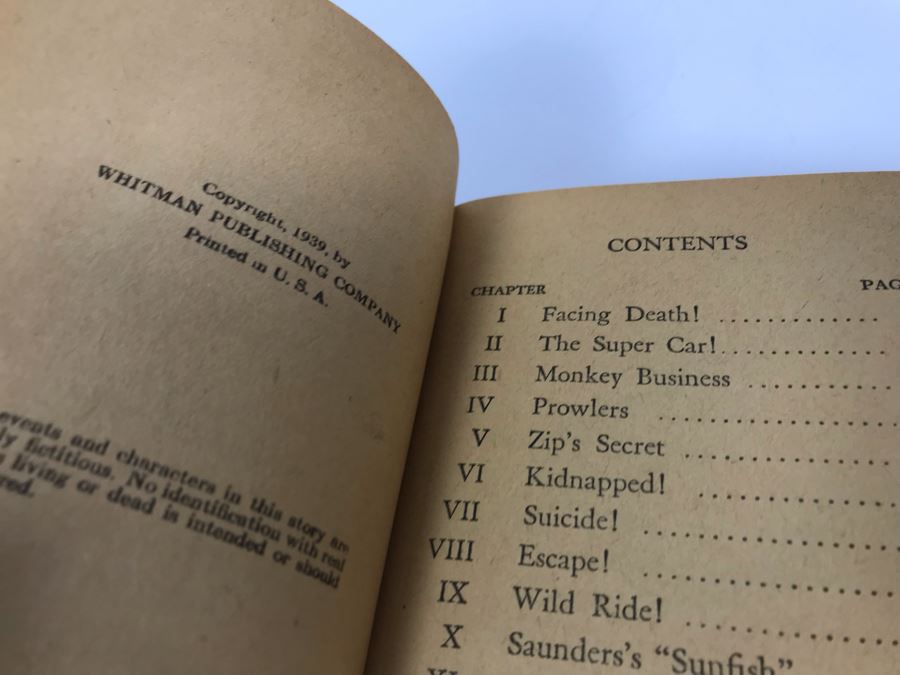 Copyright, 1939, by
WHITMAN PUBLISHING COMPANY
Printed in U. S. A.
events and characters in this story are
fictitious. No identification with real
living or dead is intended or should
CONTENTS
CHAPTER
I Facing Death! ............
II The Super Car! ............
III Monkey Business ..........
IV Prowlers ................
V Zip's Secret ..............
VI Kidnapped! .............
VII Suicide! ................
VIII Escape! ................
IX Wild Ride! ..............
X Saunders's "Sunfish"